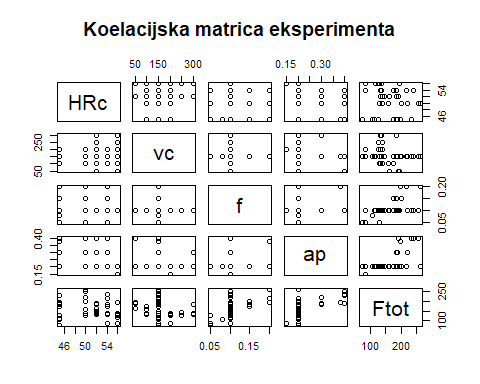 Koelacijska matrica eksperimenta
50 150 300
0.15 0.30
HRc
46 54
50 150 250
vc
f
0.05 0.20
0.15 0.40
ap
Ftot
100 250
46 50 54
0.05 0.15
100 200